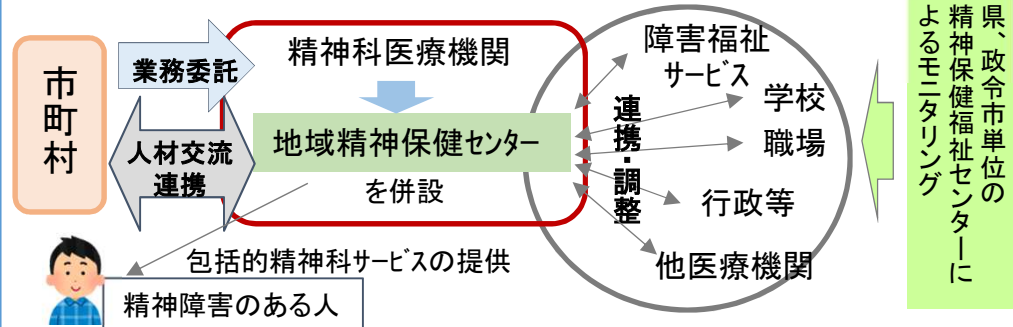 市町村
業務委託
人材交流
連携
精神科医療機関
地域精神保健センター
を併設
連携・調整
障害福祉
サービス
学校
職場
行政等
他医療機関
包括的精神科サービスの提供
精神障害のある人
県、政令市単位の
精神保健福祉センターに
よるモニタリング